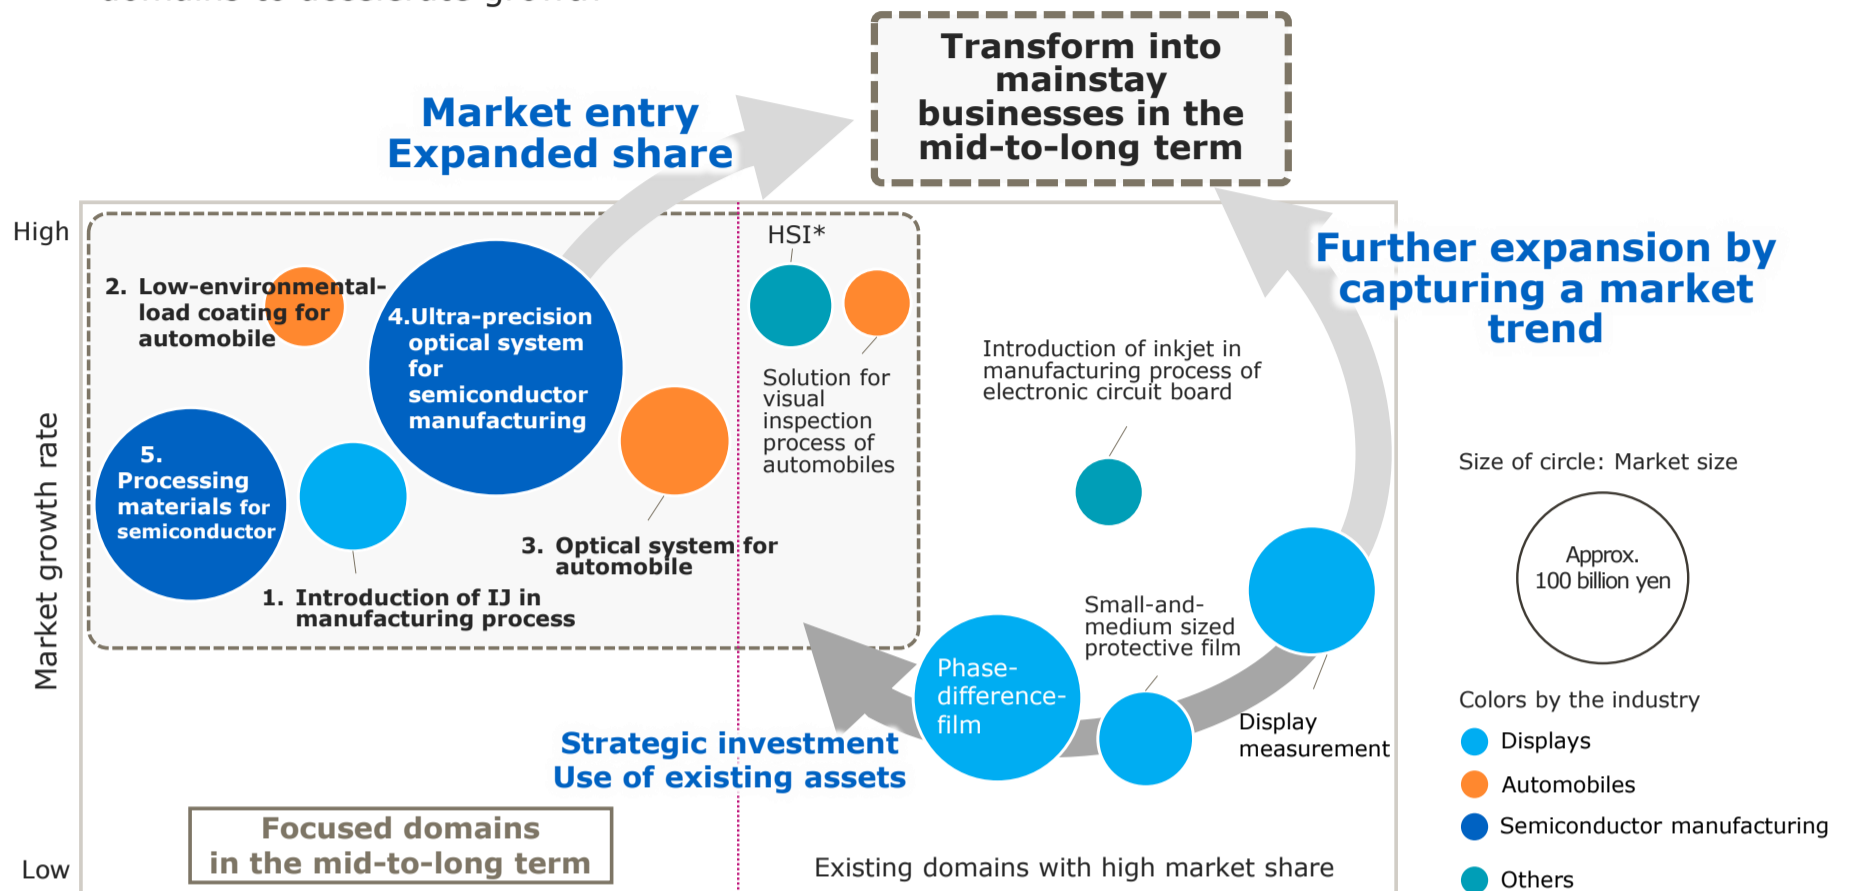 domains to accelerate growth
Transform into
mainstay
businesses in the
mid-to-long term
Market entry
Expanded share
High
HSI*
Further expansion by
capturing a market
trend
2. Low-environmental-
load coating for
automobile
4.Ultra-precision
optical system
for
semiconductor
manufacturing
Introduction of inkjet in
manufacturing process of
electronic circuit board
Solution for
visual
inspection
process of
automobiles
Market growth rate
5.
Processing
materials for
semiconductor
Size of circle: Market size
Approx.
100 billion yen
3. Optical system for
automobile
1. Introduction of IJ in
manufacturing process
Small-and-
medium sized
protective film
Phase-
difference-
film
Display
measurement
Strategic investment
Use of existing assets
Colors by the industry
Displays
Automobiles
Semiconductor manufacturing
Others
Focused domains
in the mid-to-long term
Low
Existing domains with high market share